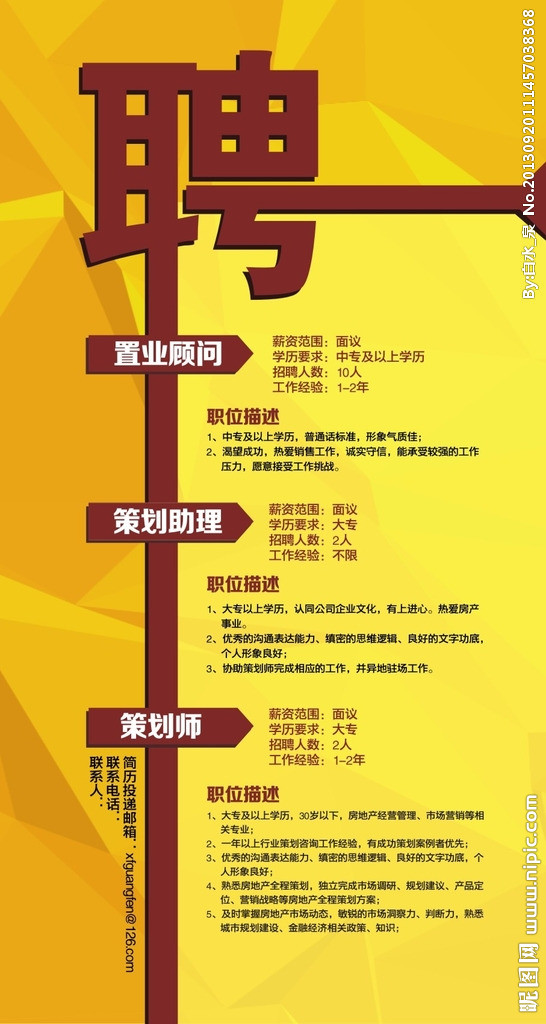 聘
置业顾问
薪资范围：面议
学历要求：中专及以上学历
招聘人数：10人
工作经验：1-2年
职位描述
1、中专及以上学历，普通话标准，形象气质佳；
2、渴望成功，热爱销售工作，诚实守信，能承受较强的工作
压力，愿意接受工作挑战。
策划助理
薪资范围：面议
学历要求：大专
招聘人数：2人
工作经验：不限
职位描述
1、大专以上学历，认同公司企业文化，有上进心。热爱房产
事业。
2、优秀的沟通表达能力、缜密的思维逻辑、良好的文字功底，
个人形象良好；
3、协助策划师完成相应的工作，并异地驻场工作。
策划师
薪资范围：面议
学历要求：大专
招聘人数：2人
工作经验：1-2年
职位描述
1、大专及以上学历，30岁以下，房地产经营管理、市场营销等相
关专业；
2、一年以上行业策划咨询工作经验，有成功策划案例者优先；
3、优秀的沟通表达能力、缜密的思维逻辑、良好的文字功底，个
人形象良好；
4、熟悉房地产全程策划，独立完成市场调研、规划建议、产品定
位、营销战略等房地产全程策划方案；
5、及时掌握房地产市场动态，敏锐的市场洞察力、判断力，熟悉
城市规划建设、金融经济相关政策、知识；
简历投递邮箱：xfguangfen@126.com
联系电话：
联系人：
By:白水_泉 No.20130920111457038368
昵图网 www.nipic.com